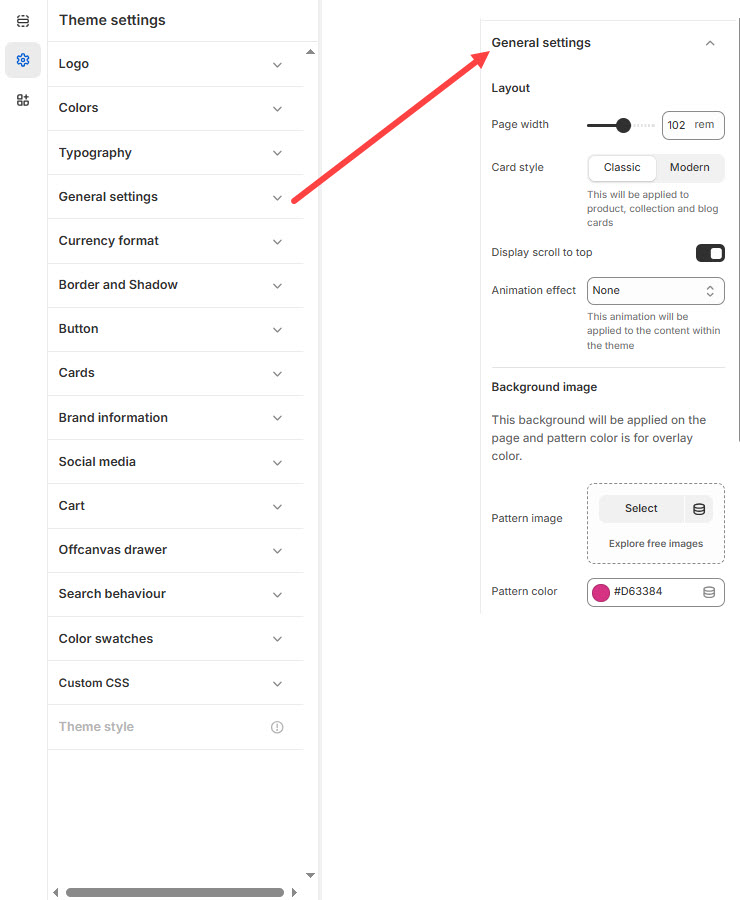 Theme settings
Logo
Colors
Typography
General settings
Currency format
Border and Shadow
Button
Cards
Brand information
Social media
Cart
Offcanvas drawer
Search behaviour
Color swatches
Custom CSS
Theme style
General settings
Layout
Page width
102 rem
Card style
Classic
Modern
This will be applied to
product, collection and blog
cards
Display scroll to top
Animation effect
None
This animation will be
applied to the content within
the theme
Background image
This background will be applied on the
page and pattern color is for overlay
color.
Pattern image
Select
Explore free images
Pattern color
#D63384